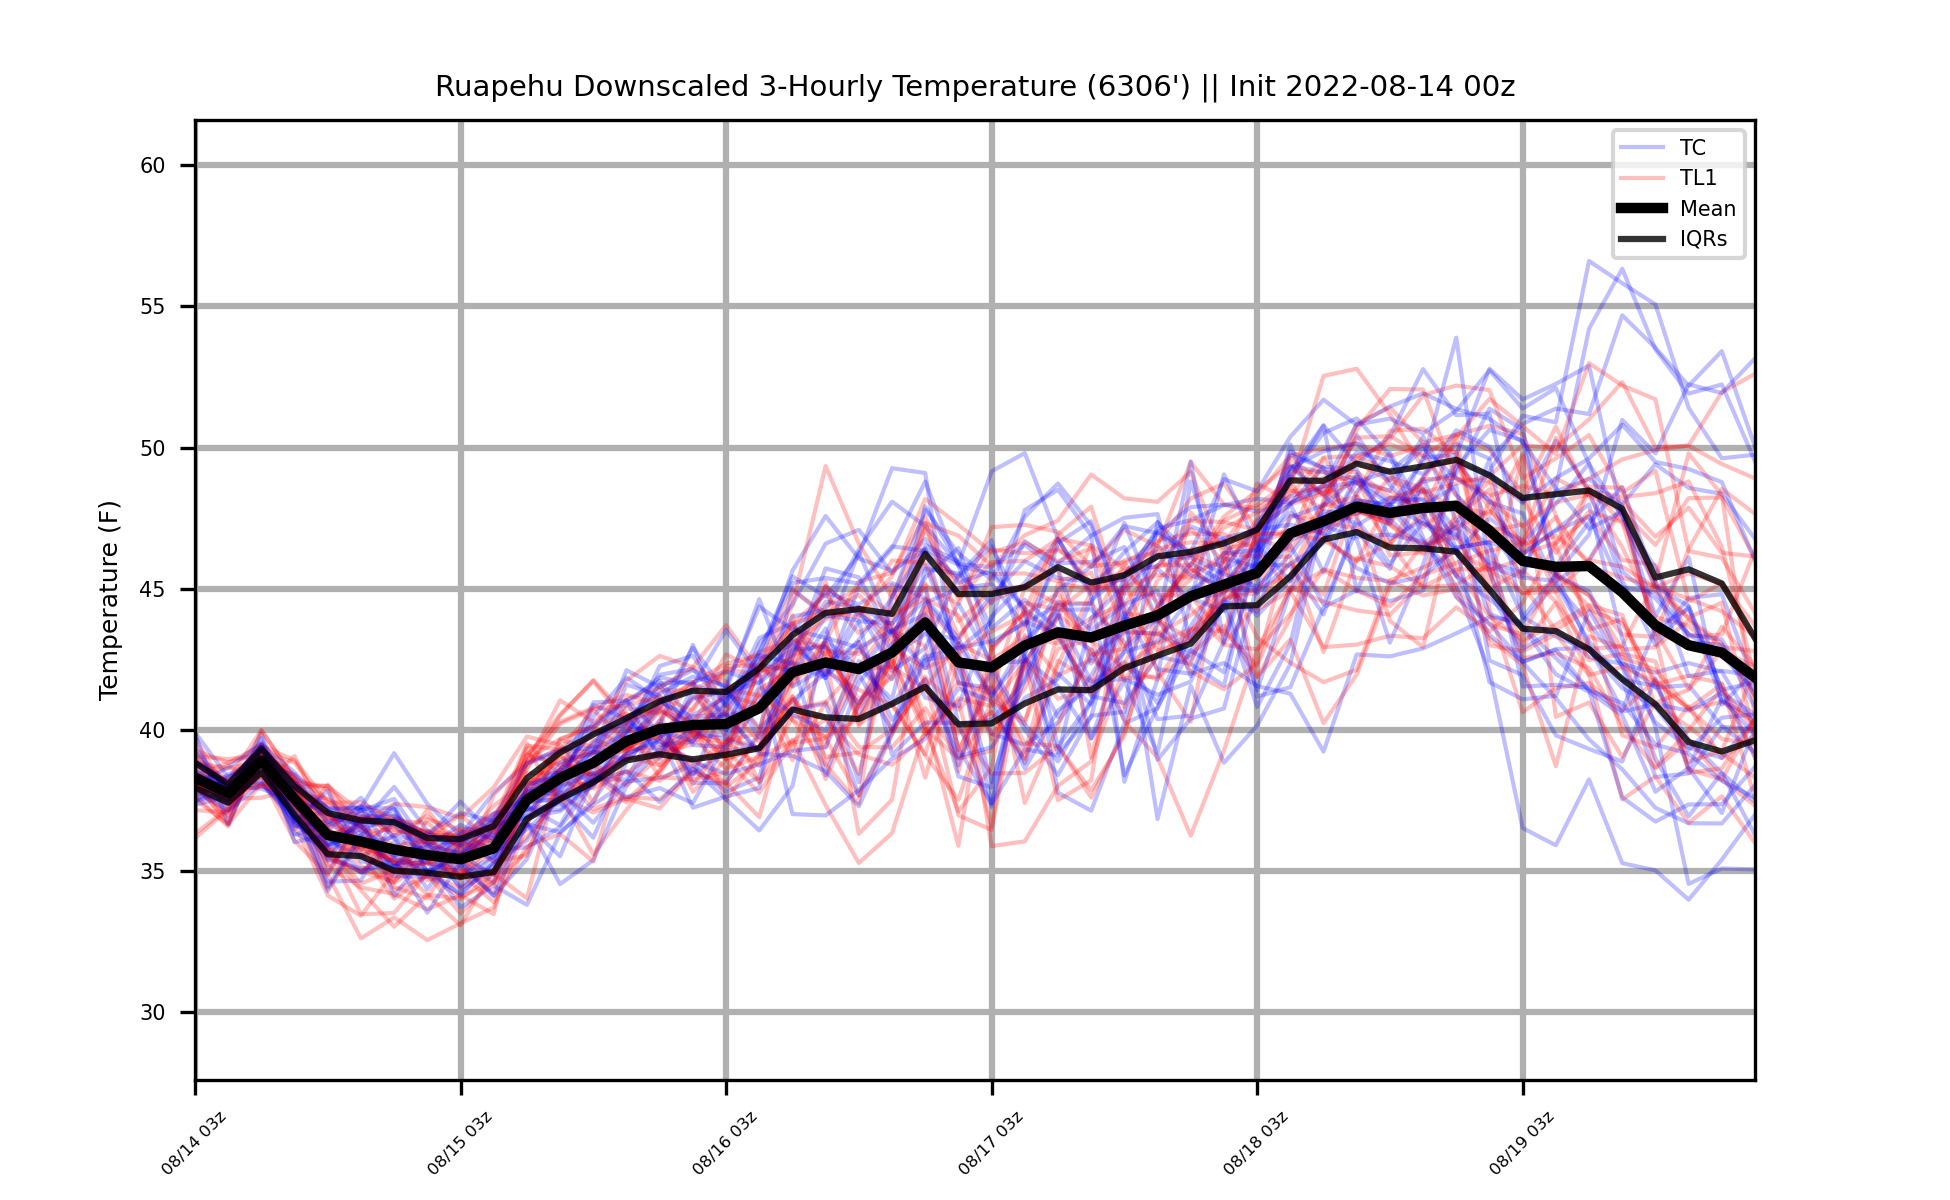 Ruapehu Downscaled 3-Hourly Temperature (6306') || Init 2022-08-14 00z
TC
TL1
Mean
IQRs
Temperature (F)
60
55
50
45
40
35
30
08/14 03z
08/15 03z
08/16 03z
08/17 03z
08/18 03z
08/19 03z